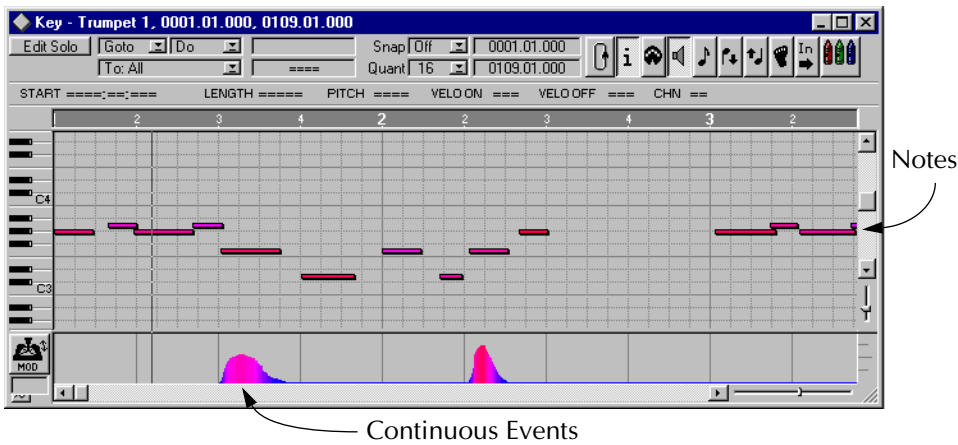 Key - Trumpet 1, 0001.01.000, 0109.01.000
Edit Solo Goto Do Snap Off 0001.01.000 In
To: All ==== Quant 16 0109.01.000
START ====:==:=== LENGTH ===== PITCH ==== VELO ON === VELO OFF === CHN ==
2 3 4 2 2 3 4 3 2
Notes
C4
C3
MOD
Continuous Events